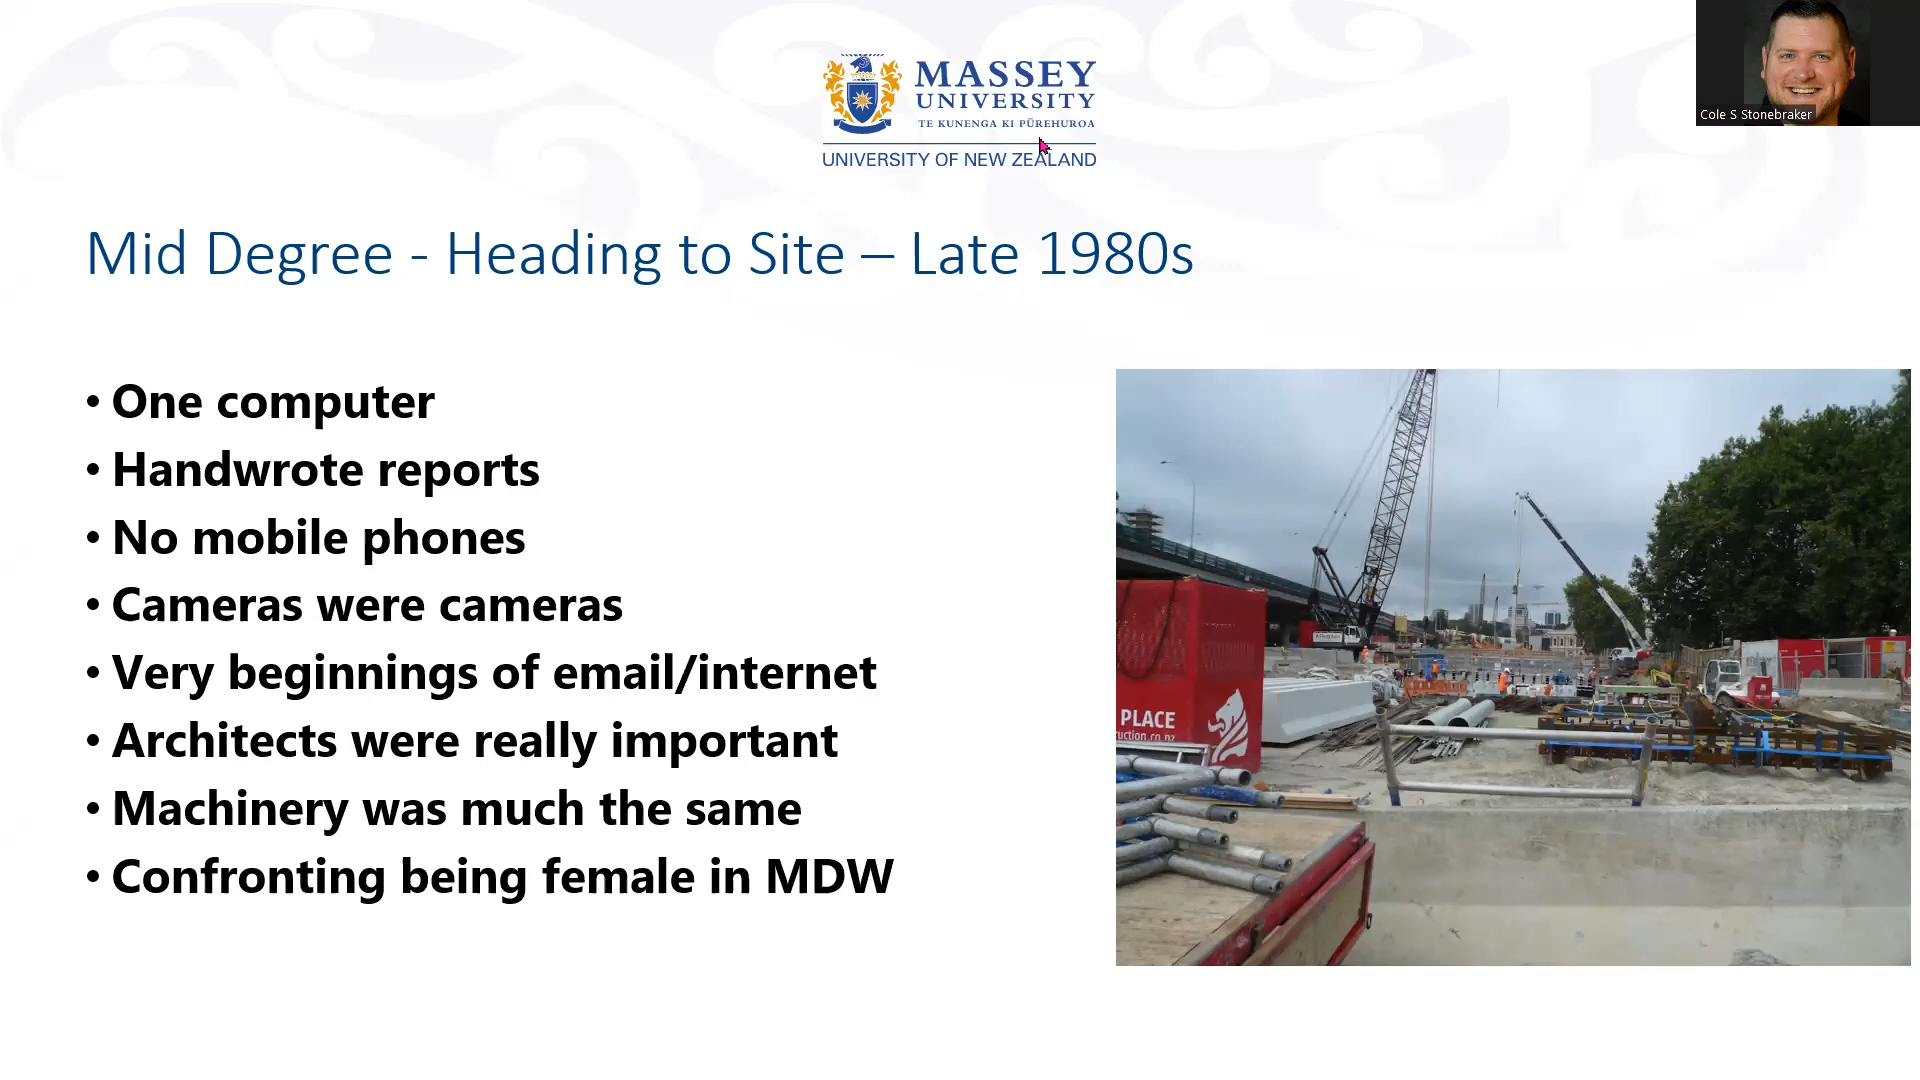 MASSEY
UNIVERSITY
TE KUNENGA KI PŪREHUROA
UNIVERSITY OF NEW ZEALAND
Cole S Stonebraker
Mid Degree - Heading to Site – Late 1980s
• One computer
• Handwrote reports
• No mobile phones
• Cameras were cameras
• Very beginnings of email/internet
• Architects were really important
• Machinery was much the same
• Confronting being female in MDW
PLACE